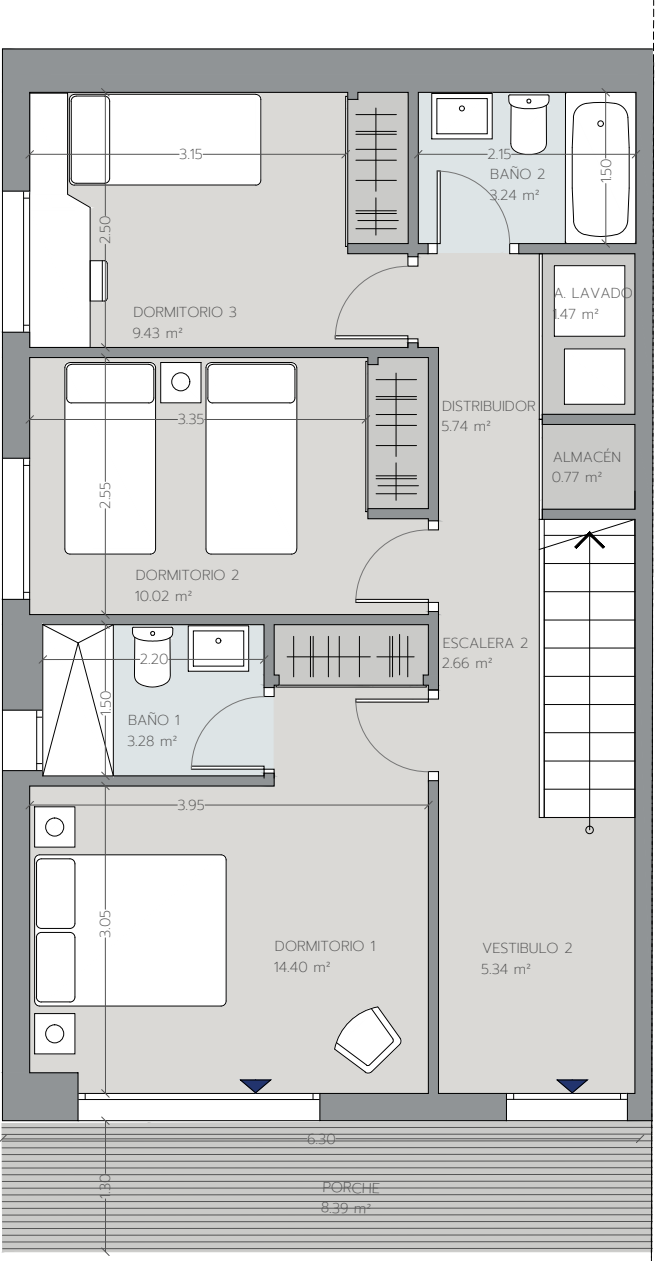 3.15
2.15
BAÑO 2
3.24 m²
1.50
2.50
A. LAVADO
1.47 m²
DORMITORIO 3
9.43 m²
DISTRIBUIDOR
5.74 m²
3.35
ALMACÉN
0.77 m²
2.55
DORMITORIO 2
10.02 m²
ESCALERA 2
2.66 m²
2.20
1.50
BAÑO 1
3.28 m²
3.95
3.05
DORMITORIO 1
14.40 m²
VESTIBULO 2
5.34 m²
6.30
1.30
PORCHE
8.39 m²